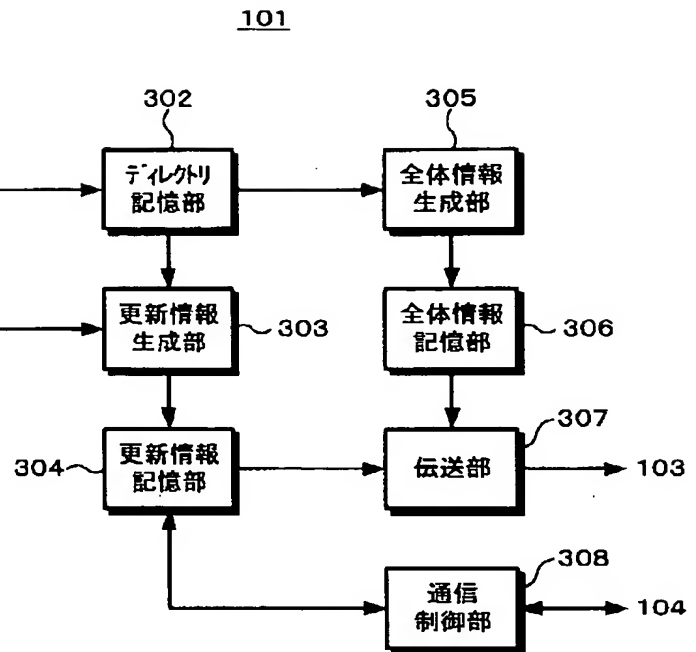 101
302
305
ディレクトリ
記憶部
全体情報
生成部
更新情報
生成部
303
全体情報
記憶部
306
307
304
更新情報
記憶部
伝送部
103
308
通信
制御部
104